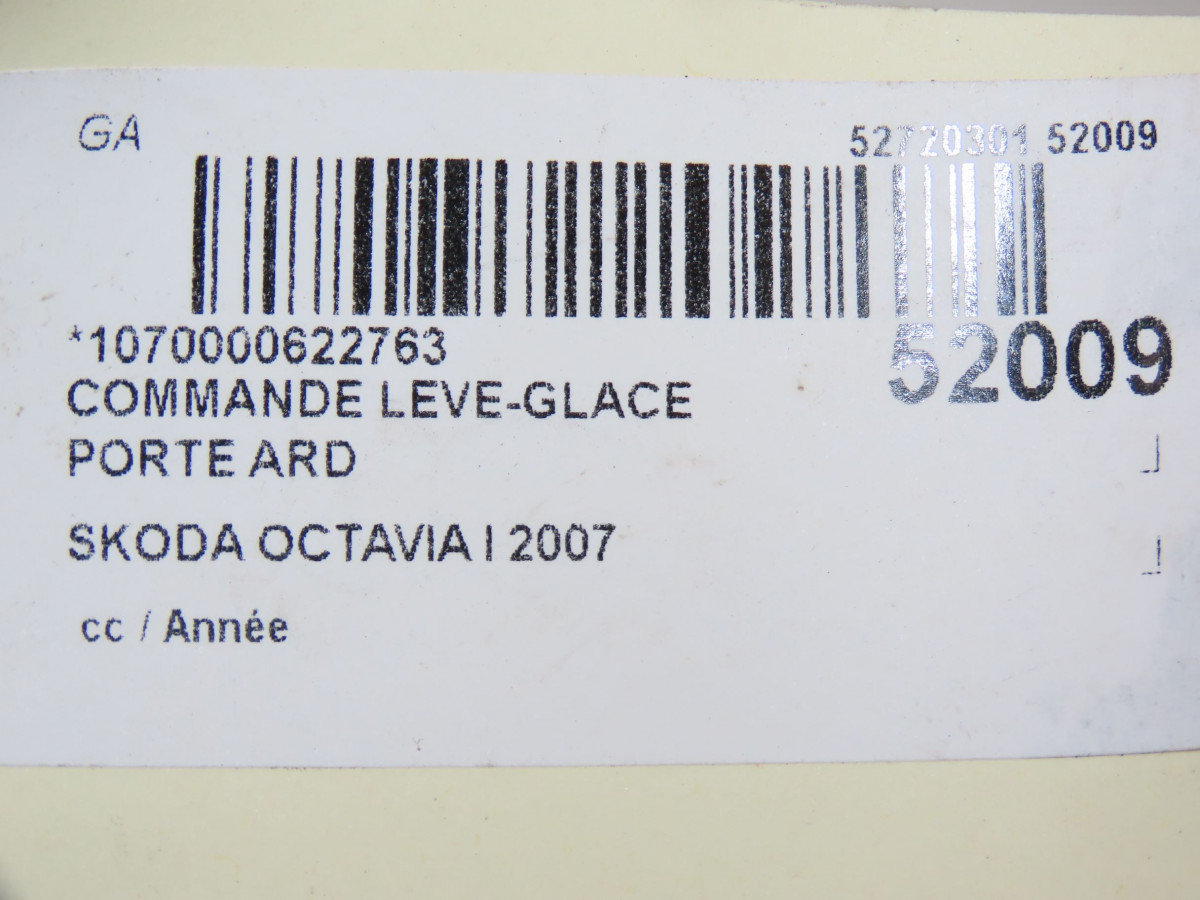 GA
52720301 52009
*1070000622763
52009
COMMANDE LEVE-GLACE
PORTE ARD
SKODA OCTAVIA I 2007
cc / Année